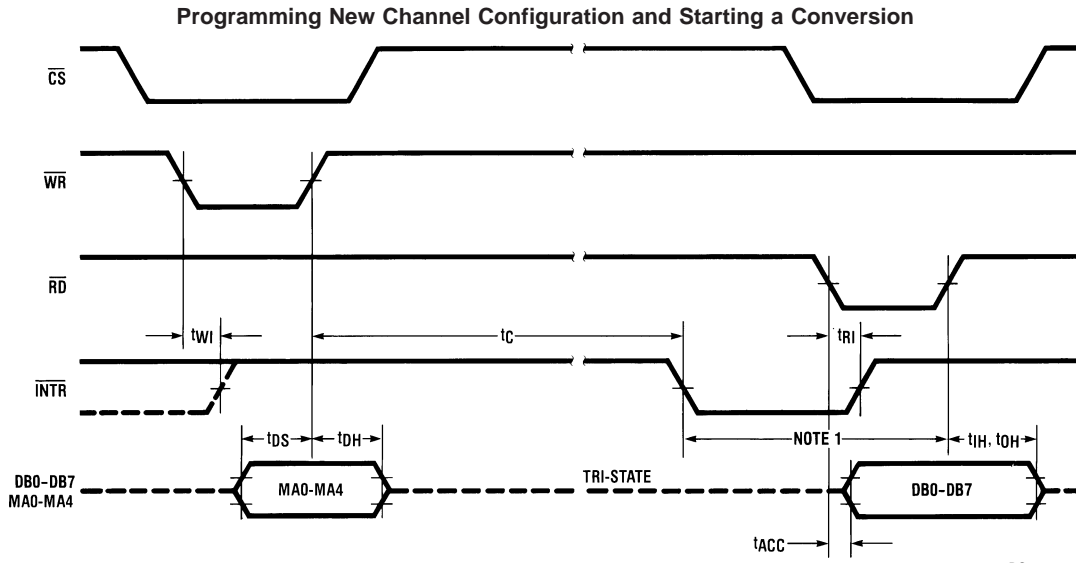 Programming New Channel Configuration and Starting a Conversion
CS
WR
RD
tWI
tC
tRI
INTR
tDS
tDH
NOTE 1
tIH, tOH
DB0-DB7
MA0-MA4
MA0-MA4
TRI-STATE
DB0-DB7
tACC